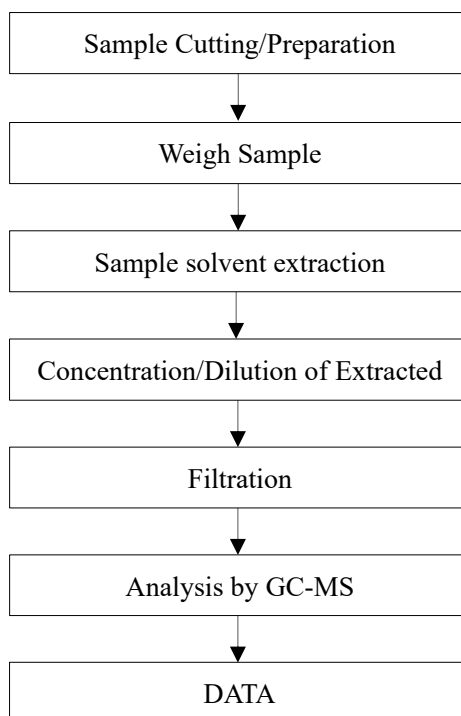 Sample Cutting/Preparation
Weigh Sample
Sample solvent extraction
Concentration/Dilution of Extracted
Filtration
Analysis by GC-MS
DATA